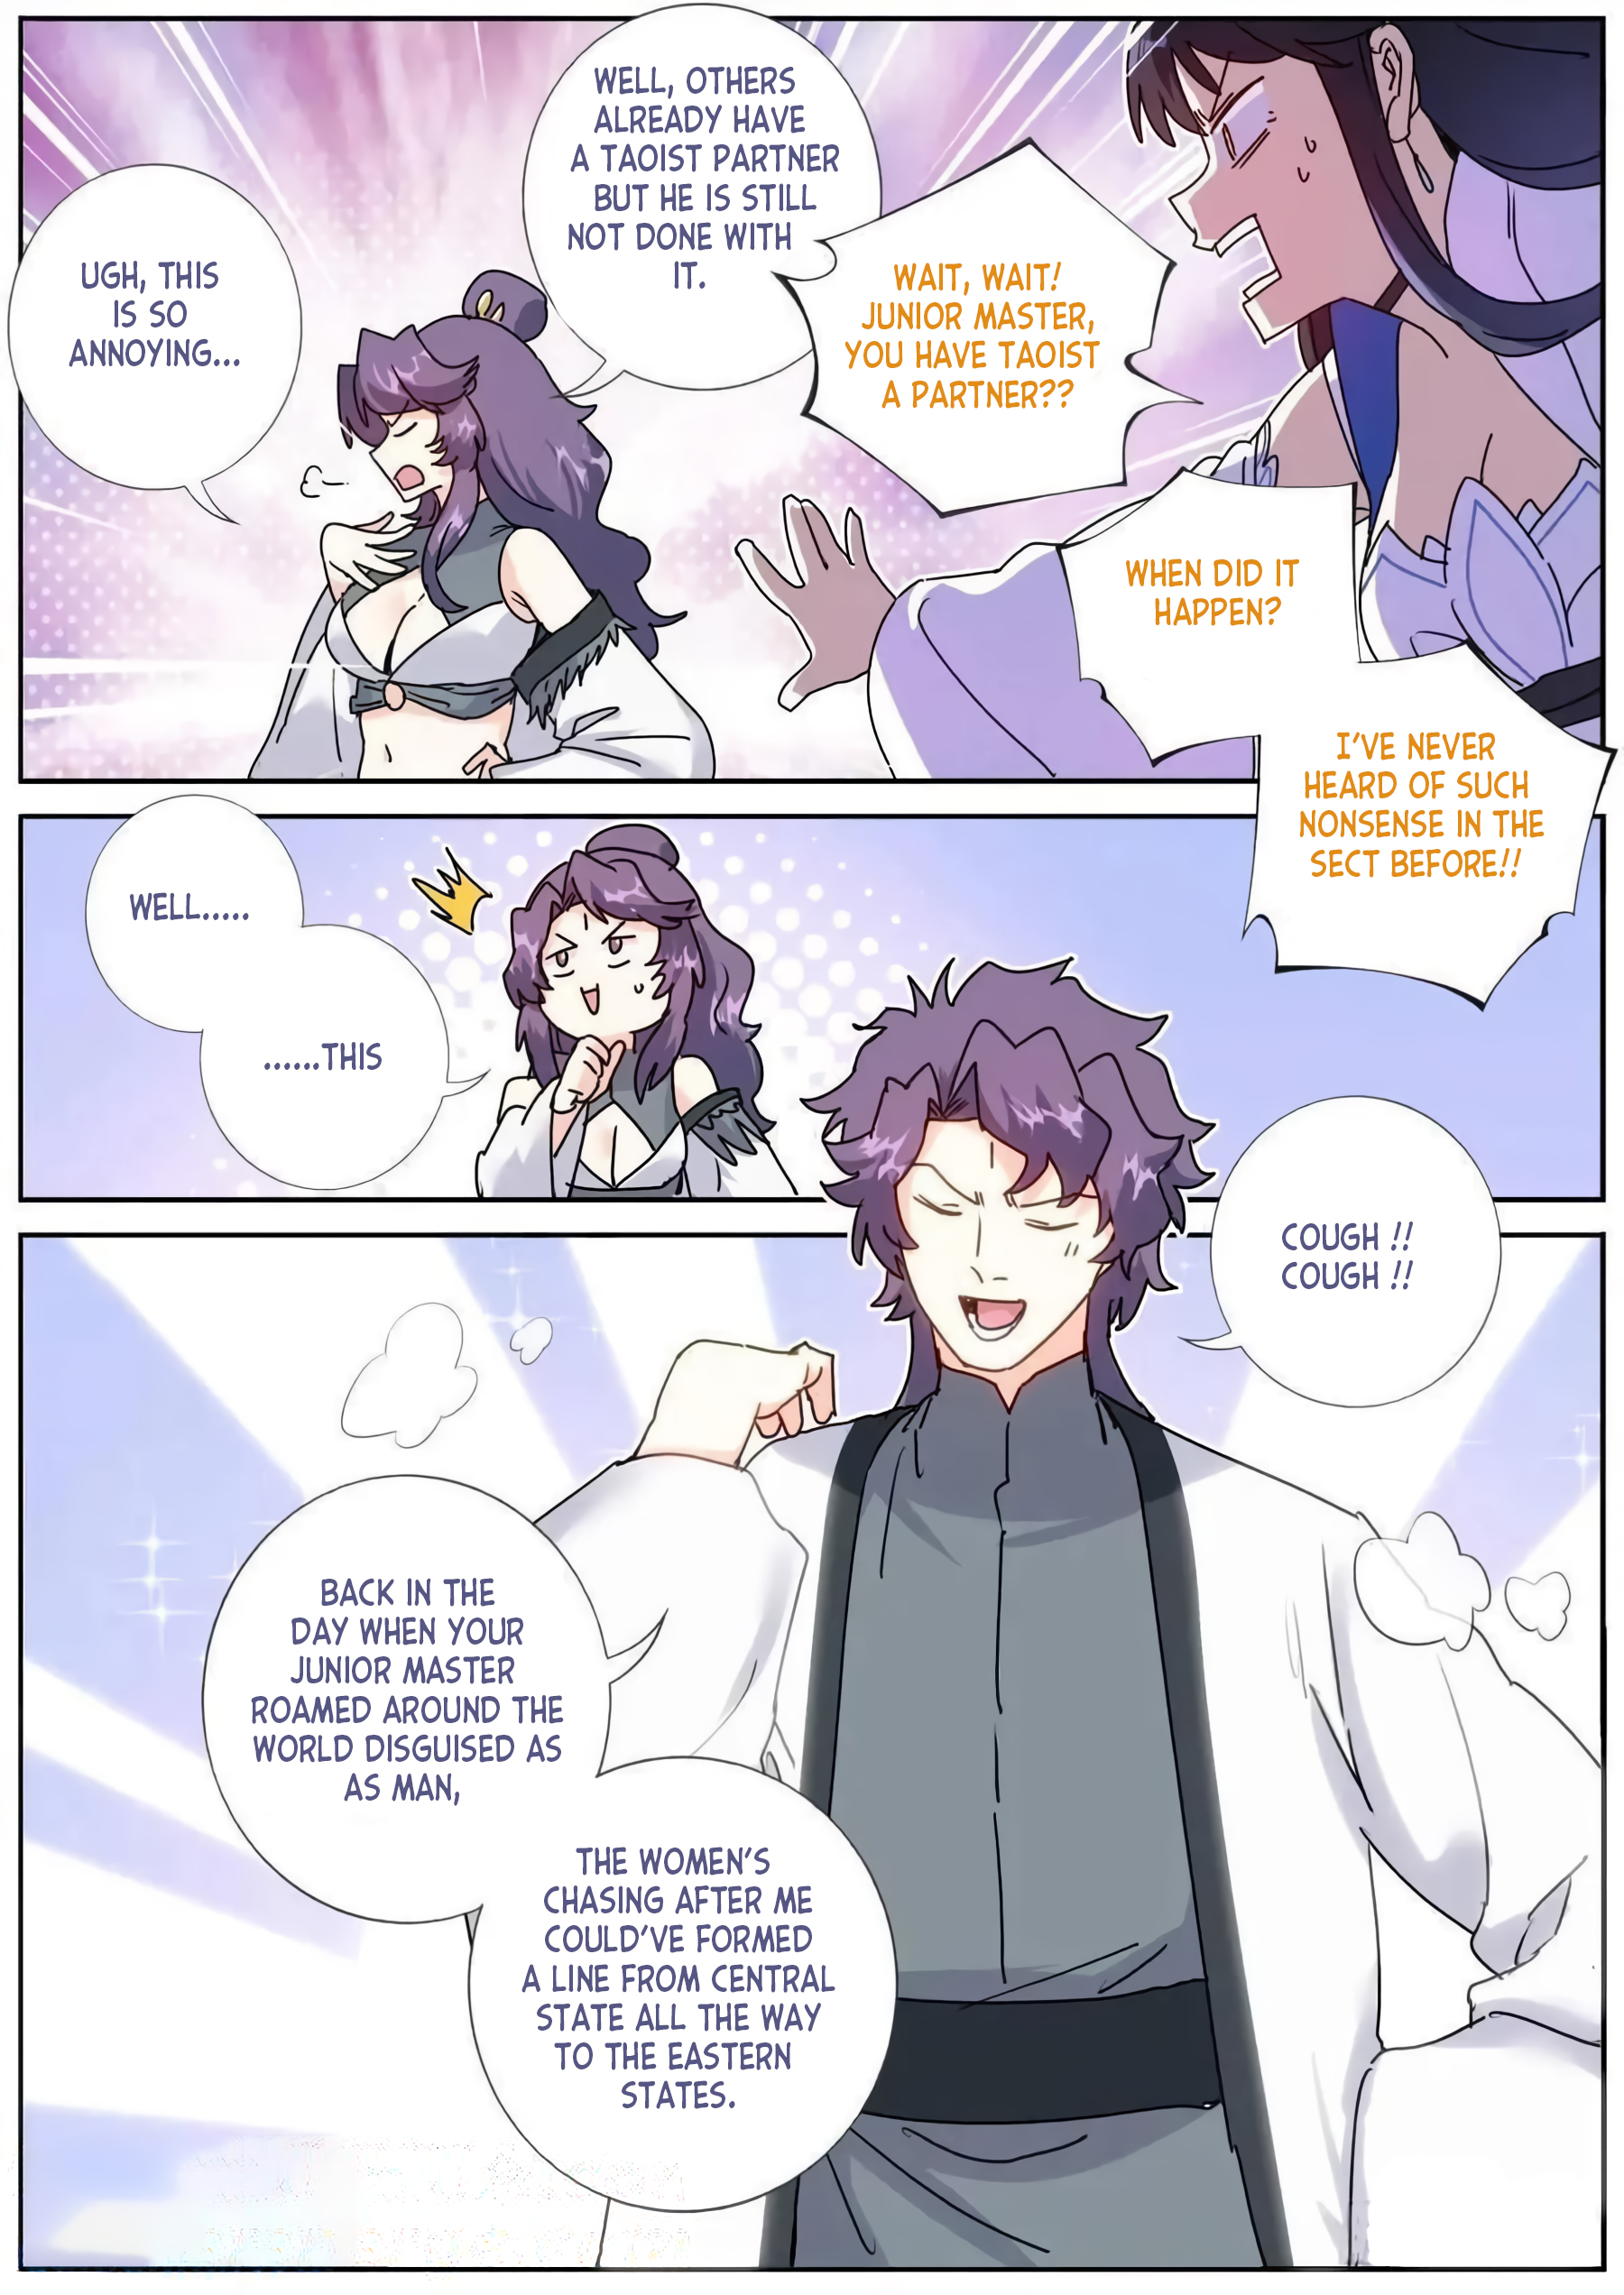 UGH, THIS
IS SO
ANNOYING...
WELL, OTHERS
ALREADY HAVE
A TAOIST PARTNER
BUT HE IS STILL
NOT DONE WITH
IT.
WAIT, WAIT!
JUNIOR MASTER,
YOU HAVE TAOIST
A PARTNER??
WHEN DID IT
HAPPEN?
I'VE NEVER
HEARD OF SUCH
NONSENSE IN THE
SECT BEFORE!!
WELL.....
......THIS
COUGH !!
COUGH !!
BACK IN THE
DAY WHEN YOUR
JUNIOR MASTER
ROAMED AROUND THE
WORLD DISGUISED AS
AS MAN,
THE WOMEN'S
CHASING AFTER ME
COULD'VE FORMED
A LINE FROM CENTRAL
STATE ALL THE WAY
TO THE EASTERN
STATES.